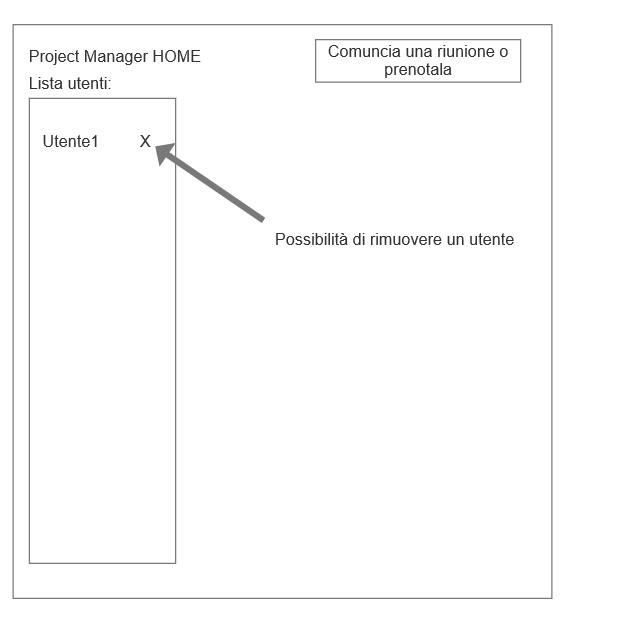 Project Manager HOME
Comuncia una riunione o
prenotala
Lista utenti:
Utente1 X
Possibilità di rimuovere un utente